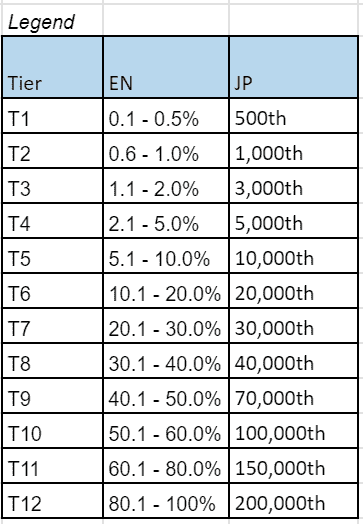 Legend
Tier EN JP
T1 0.1 - 0.5% 500th
T2 0.6 - 1.0% 1,000th
T3 1.1 - 2.0% 3,000th
T4 2.1 - 5.0% 5,000th
T5 5.1 - 10.0% 10,000th
T6 10.1 - 20.0% 20,000th
T7 20.1 - 30.0% 30,000th
T8 30.1 - 40.0% 40,000th
T9 40.1 - 50.0% 70,000th
T10 50.1 - 60.0% 100,000th
T11 60.1 - 80.0% 150,000th
T12 80.1 - 100% 200,000th